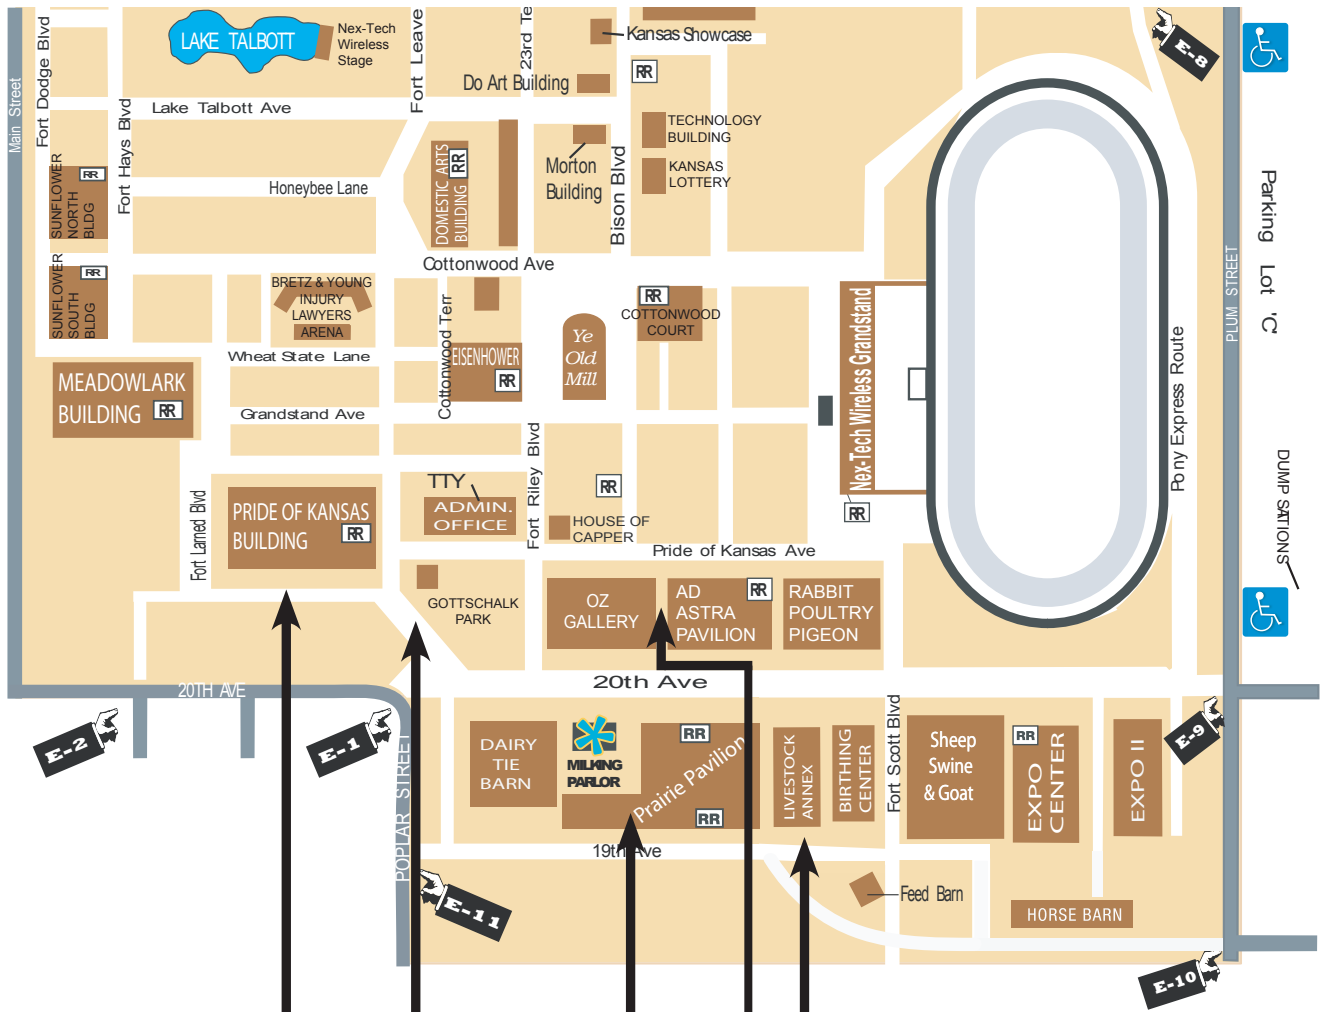 Main Street
Fort Dodge Blvd
LAKE TALBOTT
Nex-Tech
Wireless
Stage
Fort Leave
23rd Te
Kansas Showcase
RR
Do Art Building
E-8
Lake Talbott Ave
Fort Hays Blvd
TECHNOLOGY
BUILDING
KANSAS
LOTTERY
Morton
Building
Bison Blvd
DOMESTIC ARTS
BUILDING
RR
SUNFLOWER
NORTH
BLDG
RR
Honeybee Lane
Parking Lot 'C'
PLUM STREET
Cottonwood Ave
SUNFLOWER
SOUTH
BLDG
RR
BRETZ & YOUNG
INJURY
LAWYERS
ARENA
Cottonwood Terr
RR
COTTONWOOD
COURT
Ye
Old
Mill
Nex-Tech Wireless Grandstand
RR
Pony Express Route
Wheat State Lane
EISENHOWER
RR
MEADOWLARK
BUILDING
RR
Grandstand Ave
Fort Riley Blvd
DUMP SATIONS
TTY
ADMIN.
OFFICE
RR
HOUSE OF
CAPPER
Fort Larned Blvd
PRIDE OF KANSAS
BUILDING
RR
Pride of Kansas Ave
GOTTSCHALK
PARK
OZ
GALLERY
AD
ASTRA
PAVILION
RR
RABBIT
POULTRY
PIGEON
20TH AVE
20th Ave
E-2
E-1
POPLAR STREET
DAIRY
TIE
BARN
MILKING
PARLOR
RR
Prairie Pavilion
RR
LIVESTOCK
ANNEX
BIRTHING
CENTER
Fort Scott Blvd
Sheep
Swine
& Goat
RR
EXPO
CENTER
EXPO II
E-9
19th Ave
E-11
Feed Barn
HORSE BARN
E-10